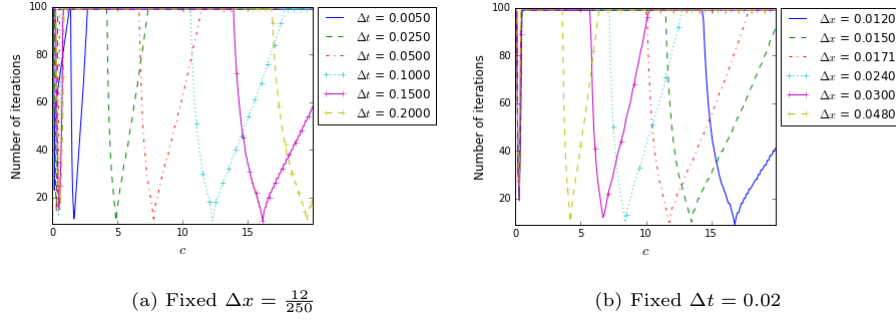 100
80
60
40
20
0
5
10
15
Number of iterations
c
Δt = 0.0050
Δt = 0.0250
Δt = 0.0500
Δt = 0.1000
Δt = 0.1500
Δt = 0.2000
(a) Fixed Δx = 12/250
100
80
60
40
20
0
5
10
15
Number of iterations
c
Δx = 0.0120
Δx = 0.0150
Δx = 0.0171
Δx = 0.0240
Δx = 0.0300
Δx = 0.0480
(b) Fixed Δt = 0.02